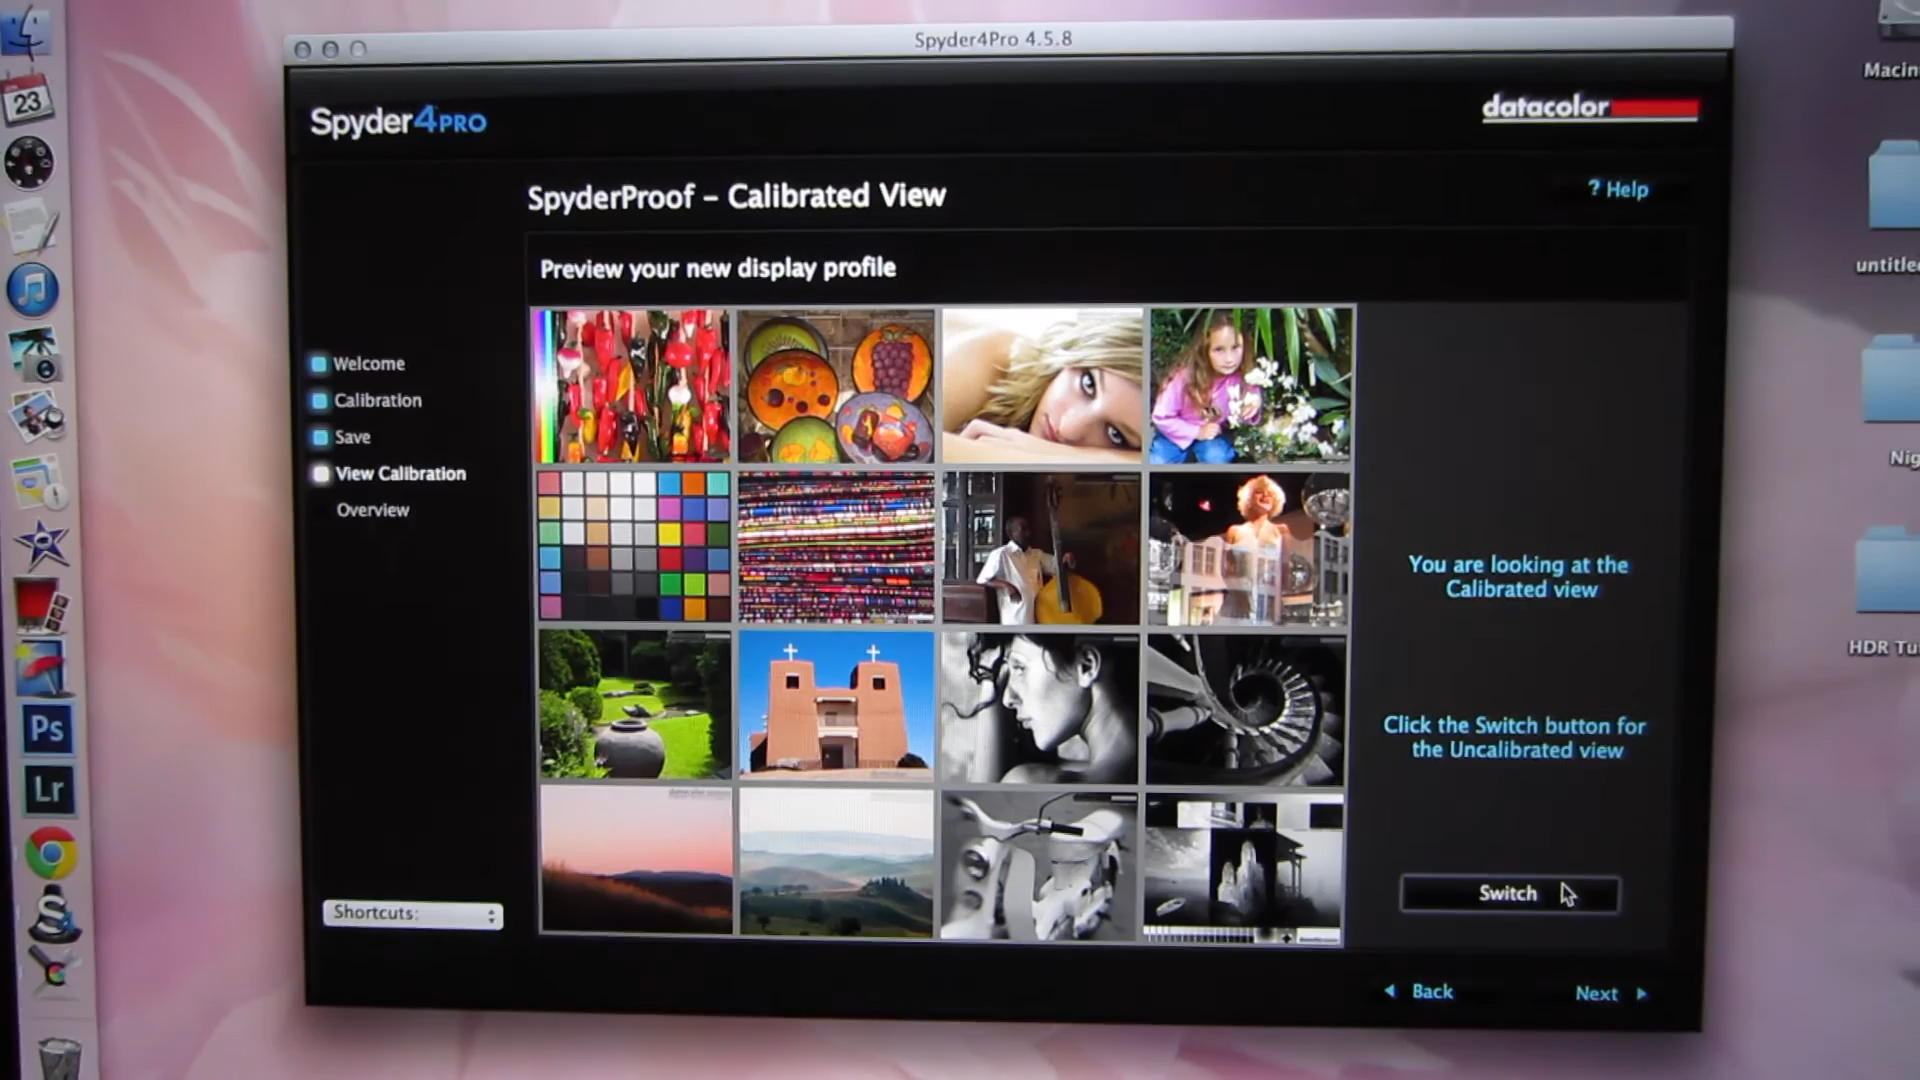 Spyder4Pro 4.5.8
Spyder4PRO
datacolor
SpyderProof – Calibrated View
? Help
Preview your new display profile
Welcome
Calibration
Save
View Calibration
Overview
You are looking at the
Calibrated view
Click the Switch button for
the Uncalibrated view
Switch
Shortcuts:
Back
Next
23
Ps
Lr
Macin
untitle
Nig
HDR Tu